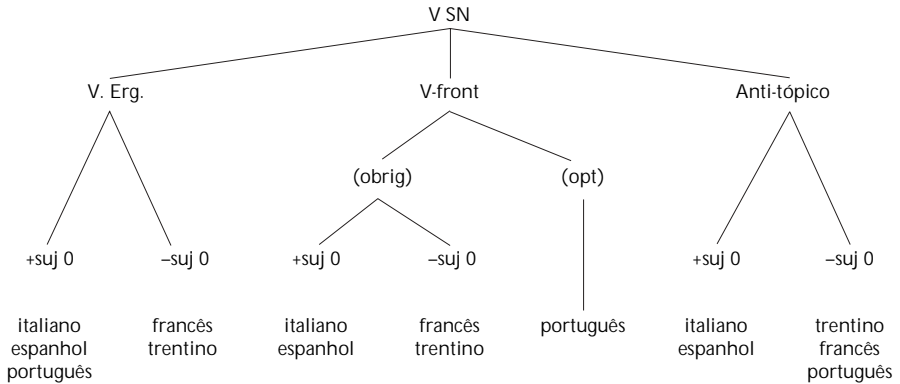 V SN
V. Erg. V-front Anti-tópico
(obrig) (opt)
+suj 0 –suj 0 +suj 0 –suj 0 +suj 0 –suj 0
italiano francês italiano francês português italiano trentino
espanhol trentino espanhol trentino espanhol francês
português português